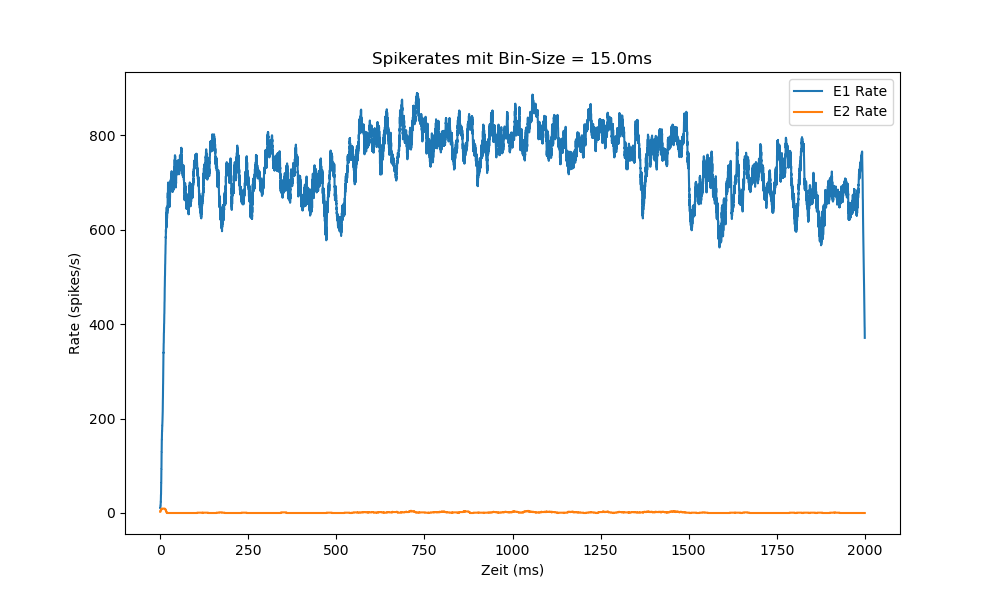 Spikerates mit Bin-Size = 15.0ms
E1 Rate
E2 Rate
Rate (spikes/s)
800
600
400
200
0
0 250 500 750 1000 1250 1500 1750 2000
Zeit (ms)